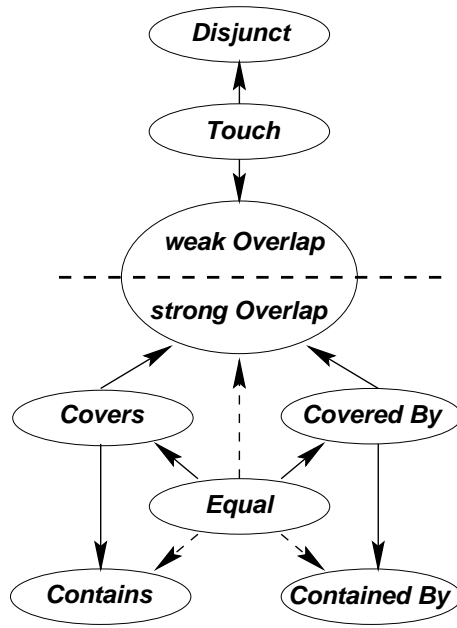 Disjunct
Touch
weak Overlap
strong Overlap
Covers
Covered By
Equal
Contains
Contained By